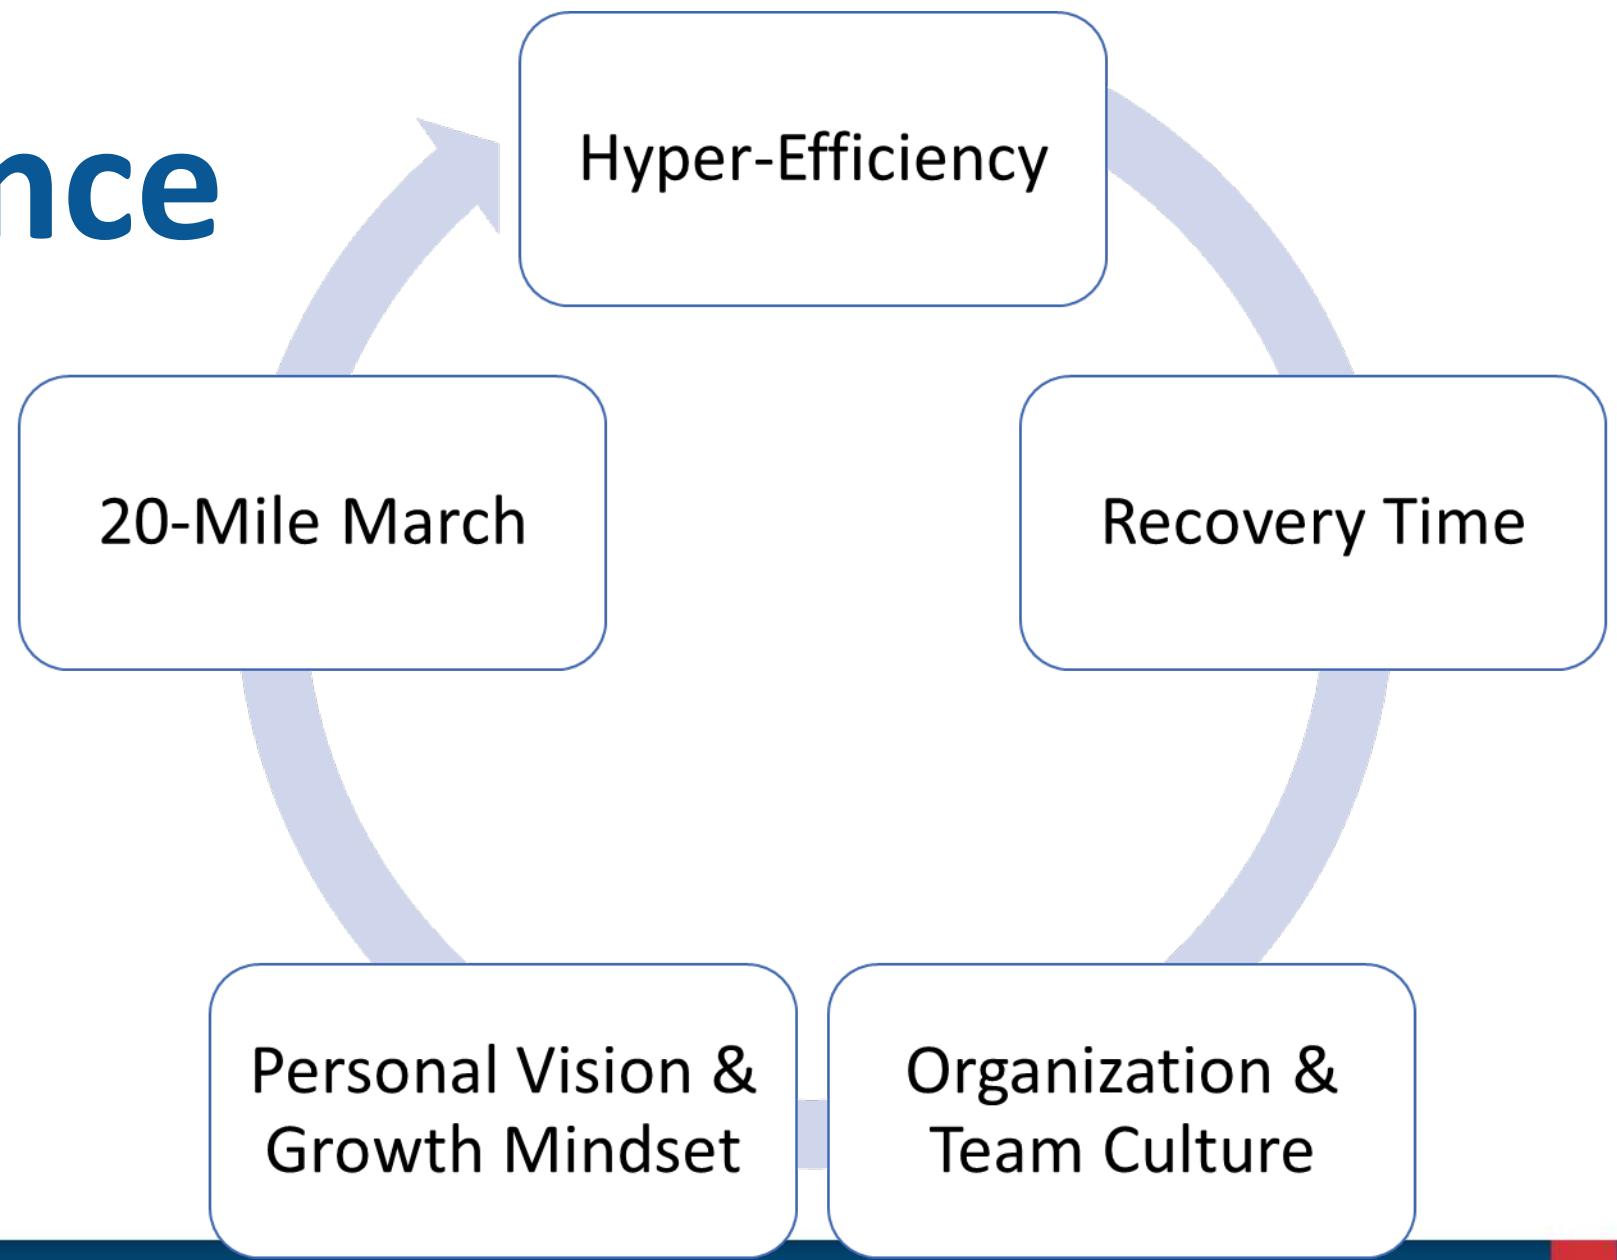 nce
Hyper-Efficiency
20-Mile March
Recovery Time
Personal Vision &
Growth Mindset
Organization &
Team Culture